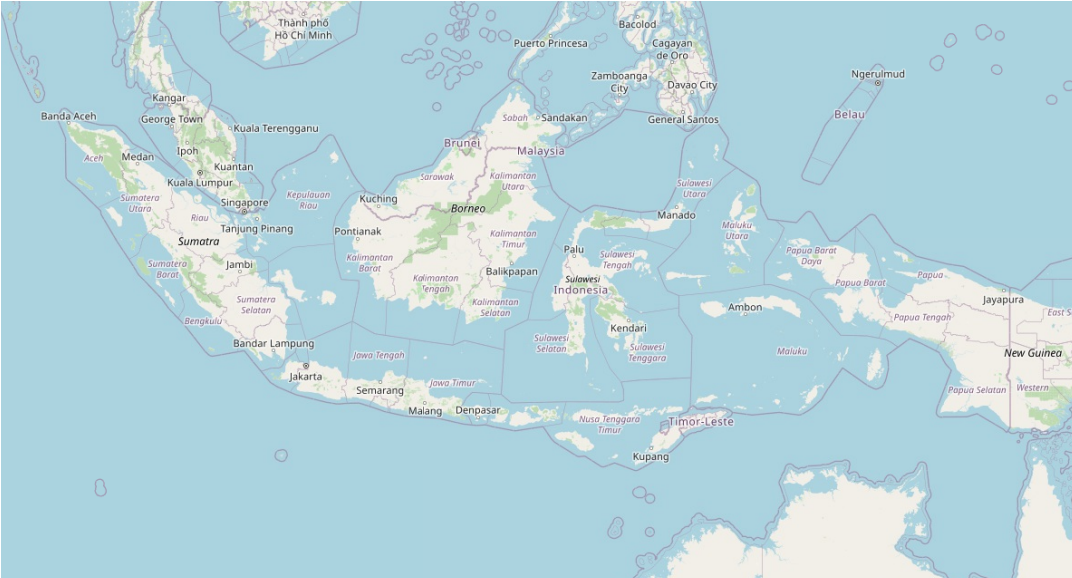 Thành phố
Hồ Chí Minh
Bacolod
Puerto Princesa
Cagayan
de Oro
Zamboanga
City
Davao City
Ngerulmud
Kangar
Banda Aceh
George Town
Kuala Terengganu
Sabah
Sandakan
General Santos
Belau
Ipoh
Brunei
Malaysia
Aceh
Medan
Kuantan
Kuala Lumpur
Sarawak
Kalimantan
Utara
Sulawesi
Utara
Sumatera
Utara
Kepulauan
Riau
Kuching
Singapore
Borneo
Riau
Manado
Tanjung Pinang
Pontianak
Maluku
Utara
Sumatra
Kalimantan
Timur
Palu
Papua Barat
Daya
Sumatera
Barat
Jambi
Kalimantan
Barat
Balikpapan
Sulawesi
Tengah
Papua
Kalimantan
Tengah
Sulawesi
Indonesia
Papua Barat
Sumatera
Selatan
Kalimantan
Selatan
Ambon
Jayapura
Bengkulu
Papua Tengah
East S
Kendari
Bandar Lampung
Sulawesi
Selatan
Sulawesi
Tenggara
Maluku
New Guinea
Jawa Tengah
Jakarta
Semarang
Jawa Timur
Papua Selatan
Western
Malang
Denpasar
Nusa Tenggara
Timur
Timor-Leste
Kupang